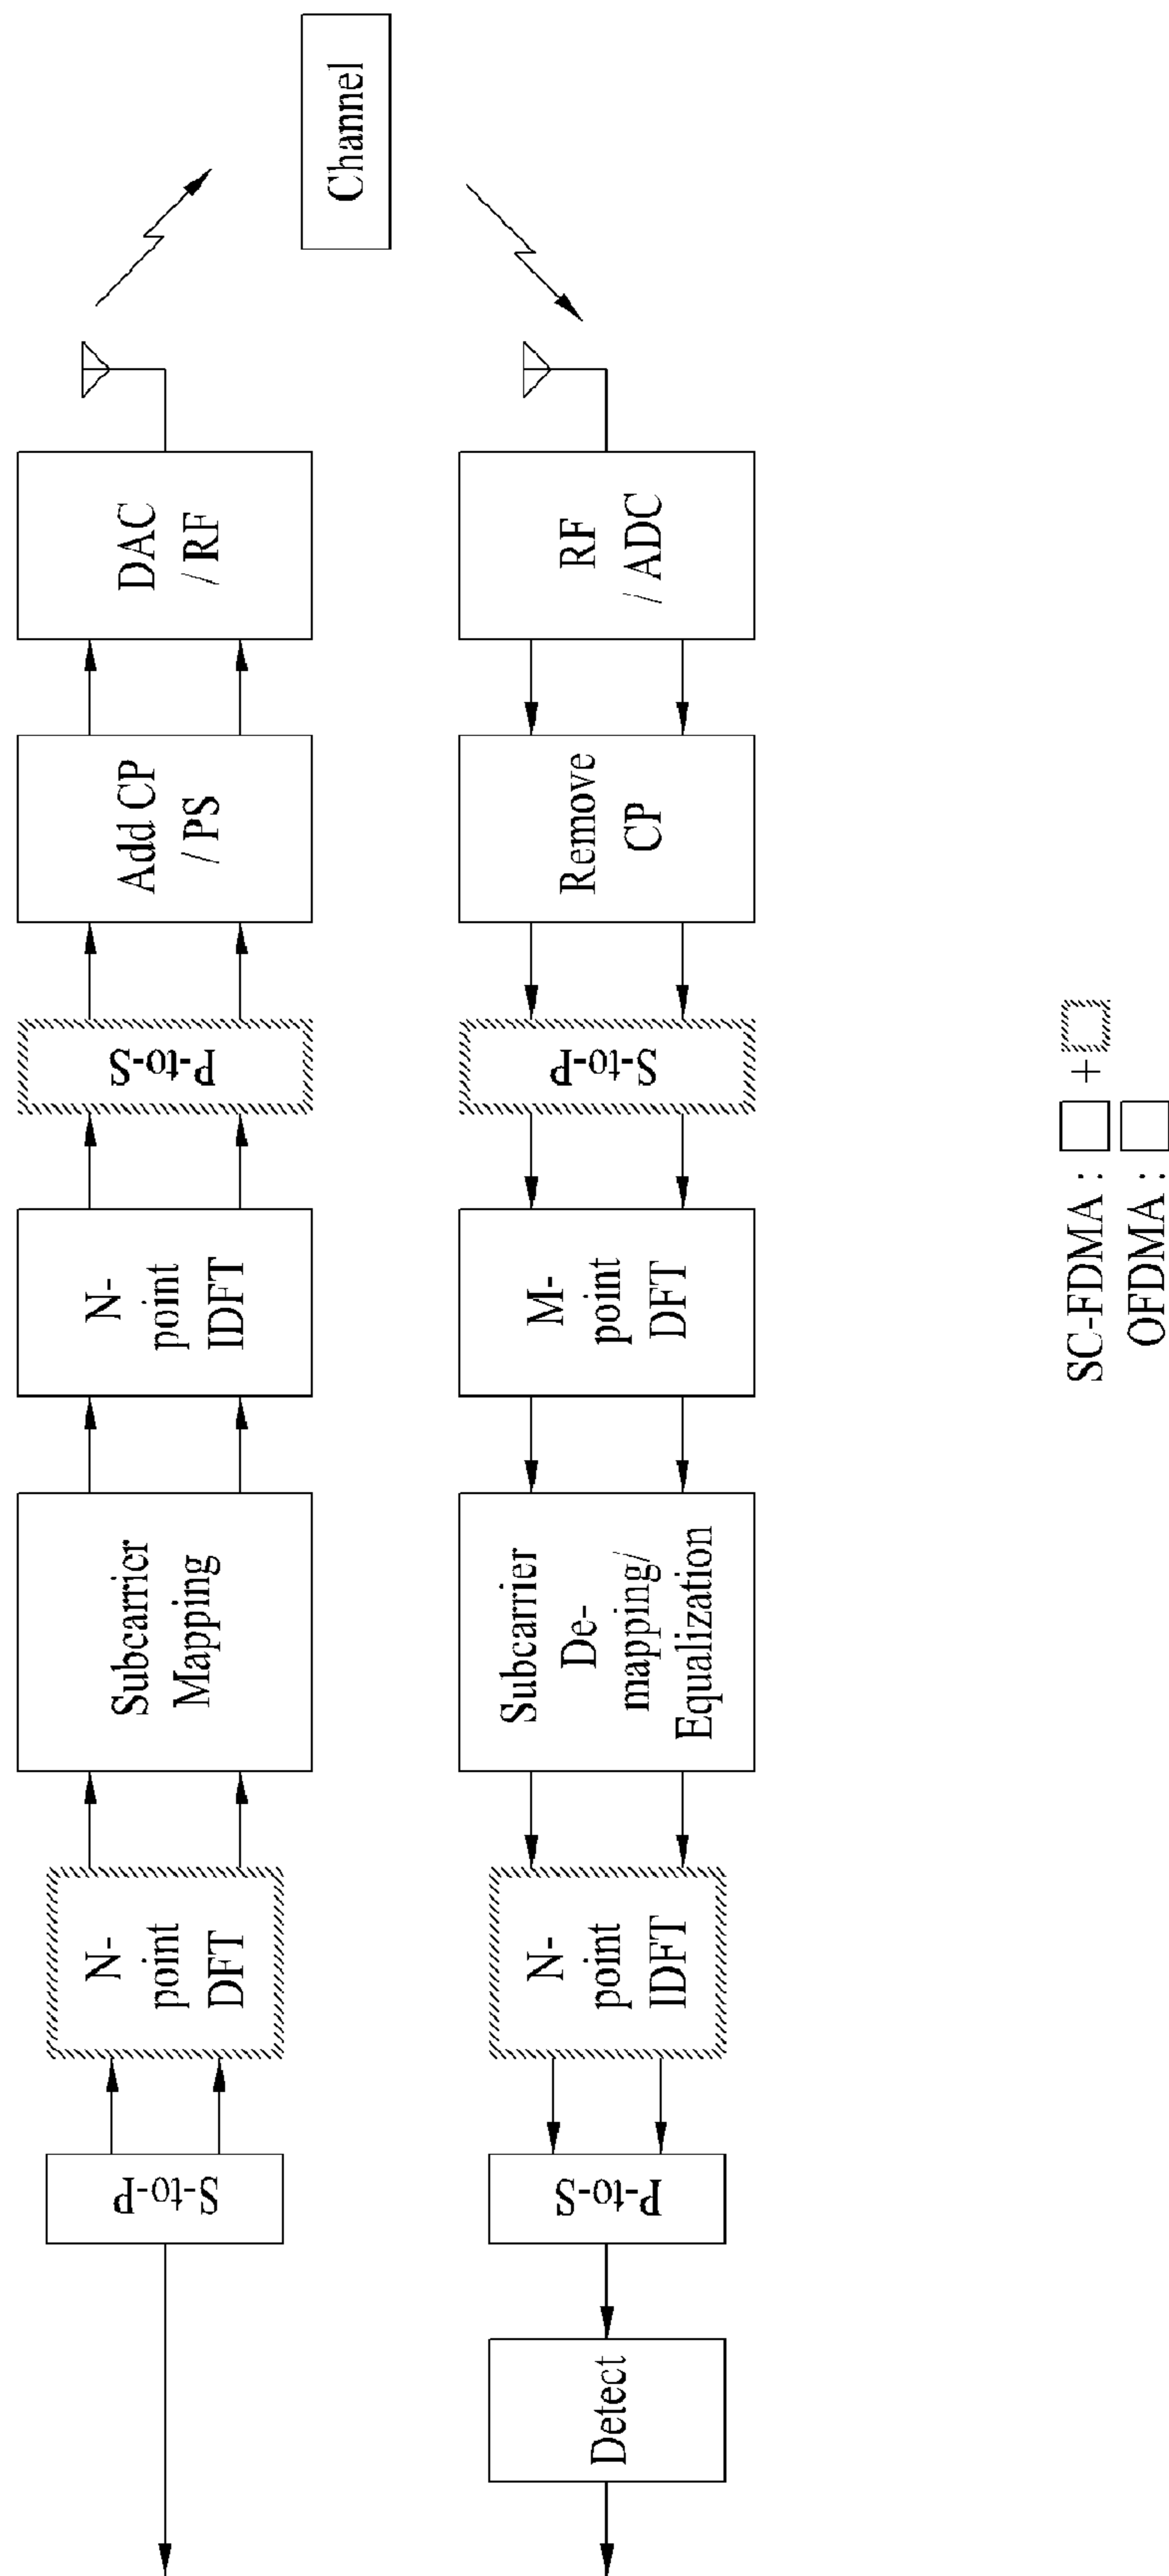 S-to-P
N-
point
DFT
Subcarrier
Mapping
N-
point
IDFT
P-to-S
Add CP
/ PS
DAC
/ RF
Channel
Detect
P-to-S
N-
point
IDFT
Subcarrier
De-
mapping/
Equalization
M-
point
DFT
S-to-P
Remove
CP
RF
/ ADC
SC-FDMA : +
OFDMA :